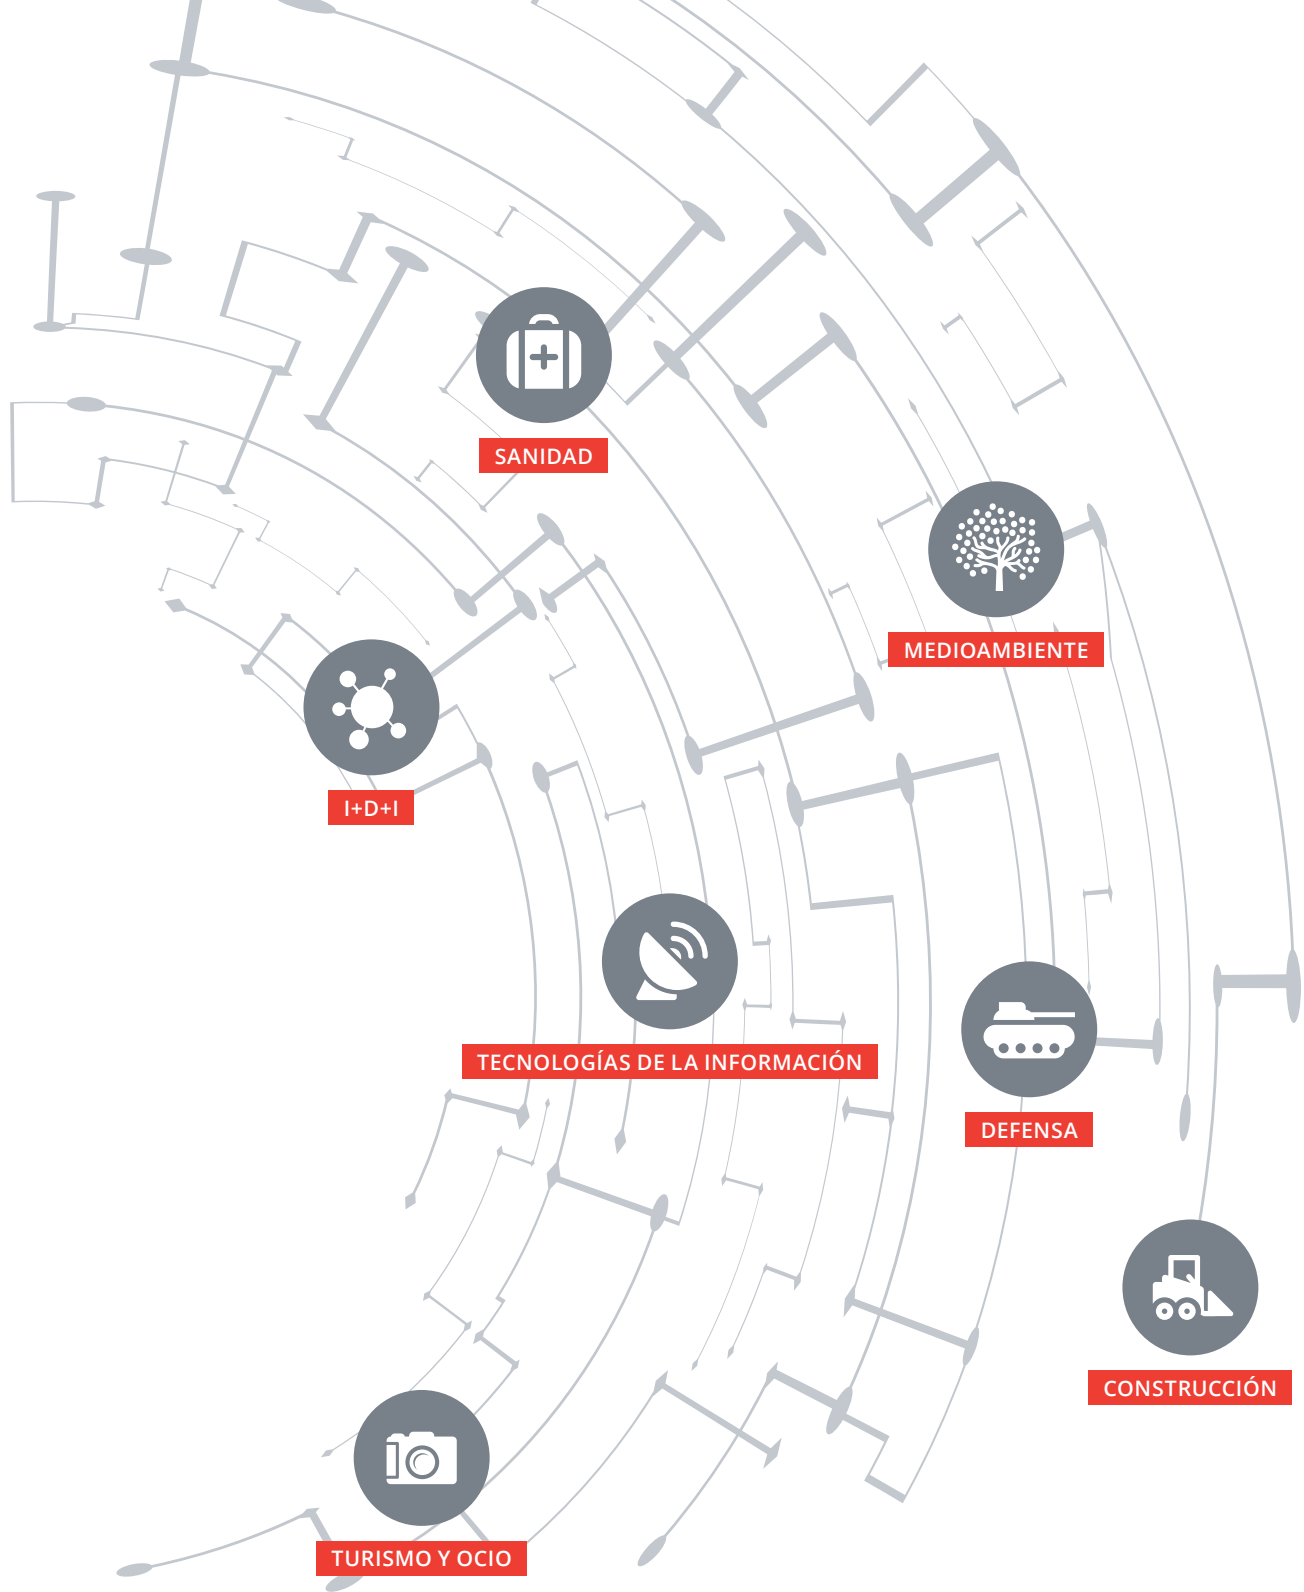 SANIDAD
MEDIOAMBIENTE
I+D+I
TECNOLOGÍAS DE LA INFORMACIÓN
DEFENSA
CONSTRUCCIÓN
TURISMO Y OCIO